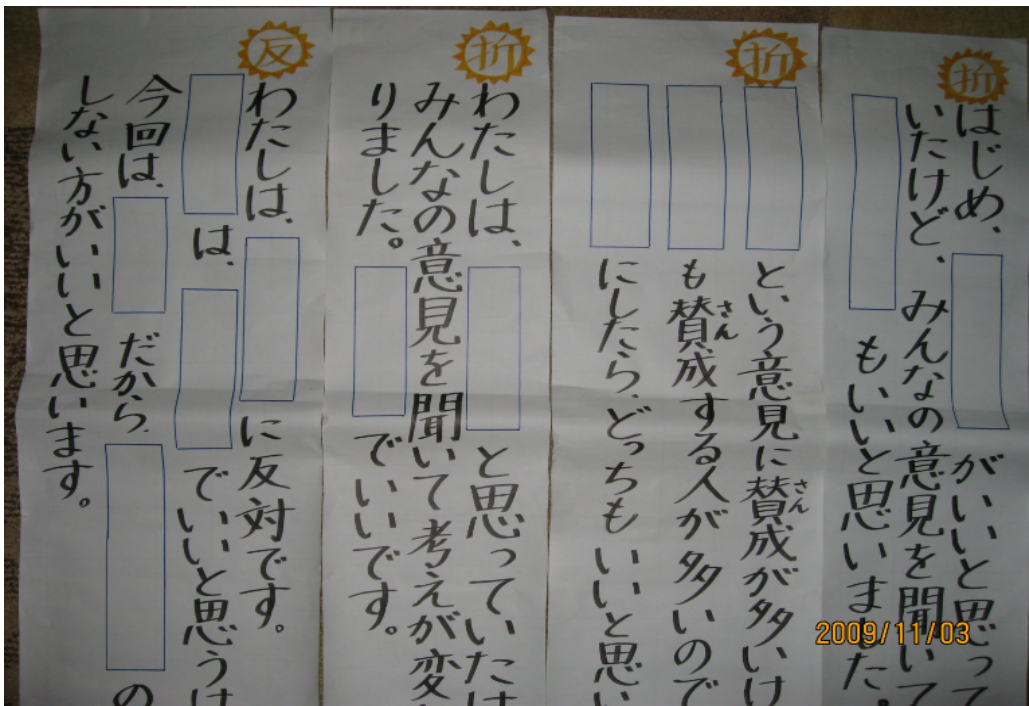 折
はじめ、 がいいと思って
いたけど、みんなの意見を聞いて
もいいと思いました。
折
という意見に賛成が多いけ
さん
も賛成する人が多いので
さん
にしたら、どっちもいいと思い
折
わたしは、 と思っていたけ
みんなの意見を聞いて考えが変
りました。 でいいです。
反
わたしは、 に反対です。
は、 でいいと思うけ
今回は、 だから、 の
しない方がいいと思います。
2009/11/03